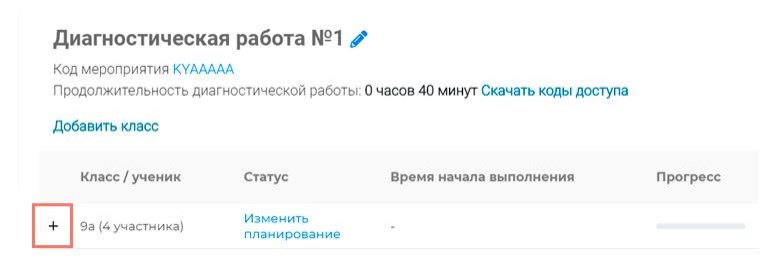 Диагностическая работа №1
Код мероприятия KYAAAAA
Продолжительность диагностической работы: 0 часов 40 минут Скачать коды доступа
Добавить класс
Класс / ученик Статус Время начала выполнения Прогресс
+ 9а (4 участника) Изменить планирование -